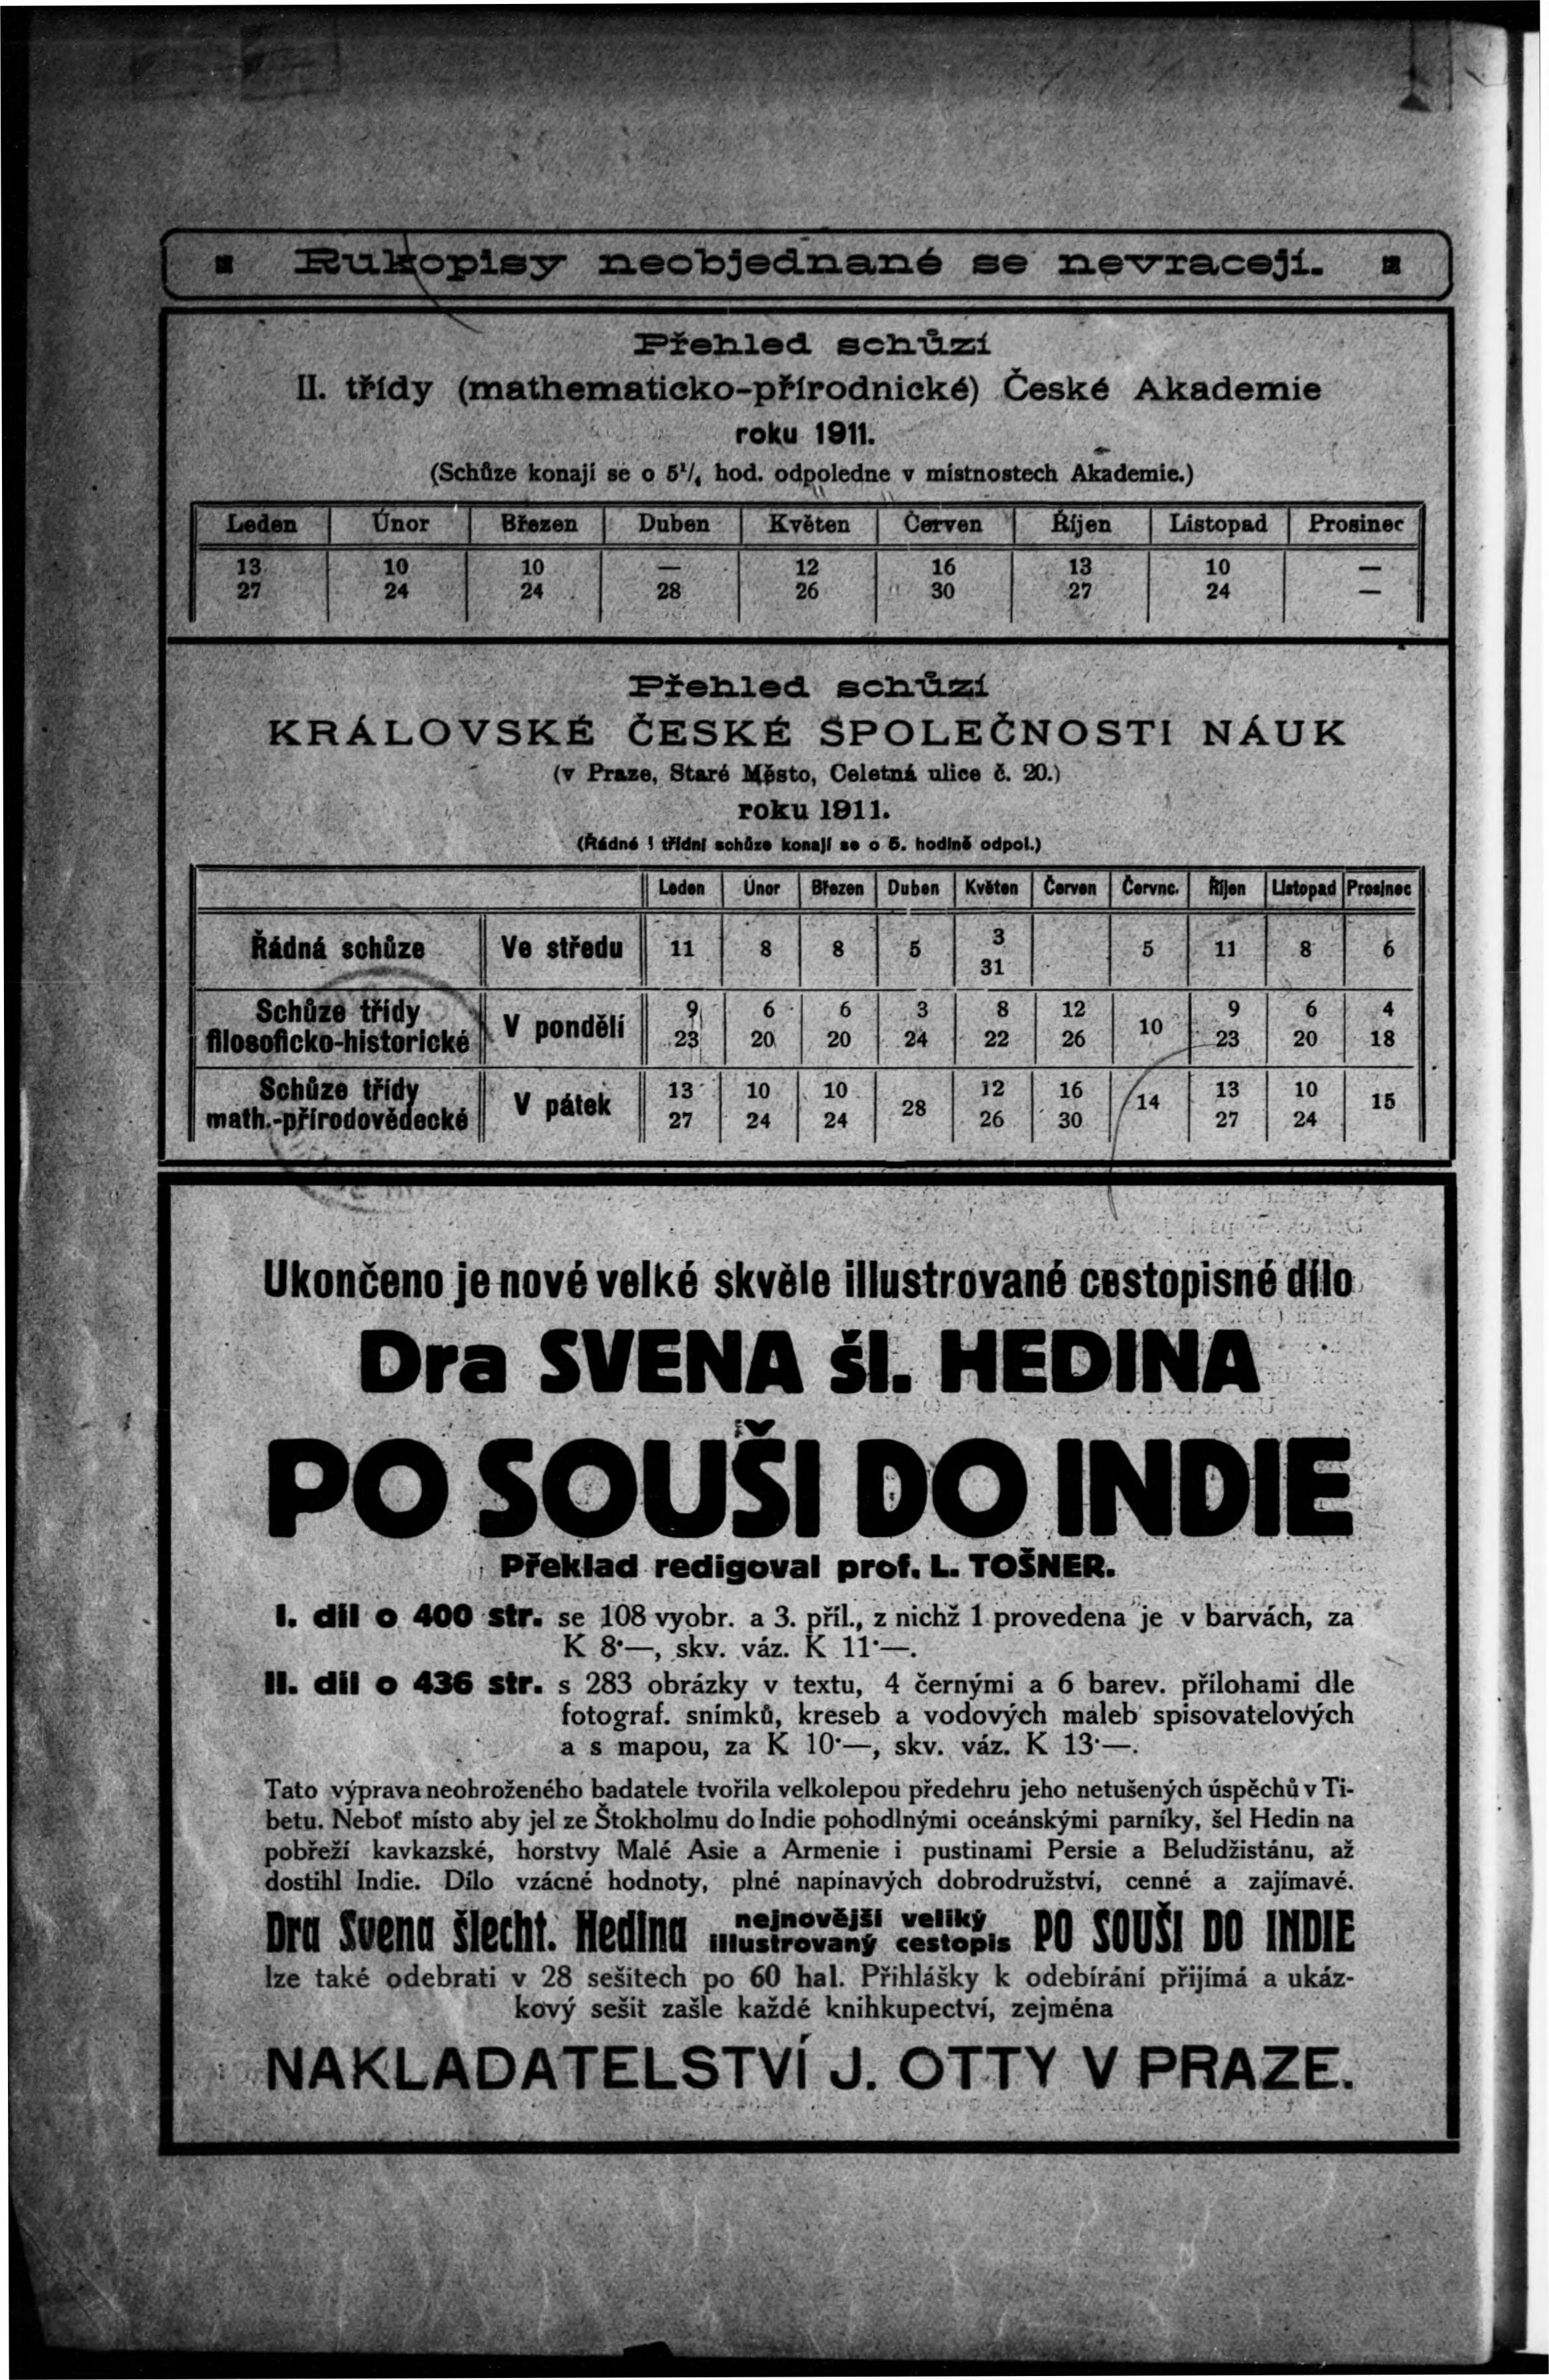 Rukopisy neobjednané se nevracejí.
Přehled schůzí
II. třídy (mathematicko-přírodnické) České Akademie
roku 1911.
(Schůze konají se o 5¹/₄ hod. odpoledne v místnostech Akademie.)
Leden Únor Březen Duben Květen Červen Říjen Listopad Prosinec
13 10 10 — 12 16 13 10 —
27 24 24 28 26 30 27 24 —
Přehled schůzí
KRÁLOVSKÉ ČESKÉ SPOLEČNOSTI NÁUK
(v Praze, Staré Město, Celetná ulice č. 20.)
roku 1911.
(Řádné i třídní schůze konají se o 5. hodině odpol.)
Leden Únor Březen Duben Květen Červen Červnc. Říjen Listopad Prosinec
Řádná schůze Ve středu 11 8 8 5 3 31 5 11 8 6
Schůze třídy 9 6 6 3 8 12 9 6 4
filosoficko-historické V pondělí 23 20 20 24 22 26 10 23 20 18
Schůze třídy 13 10 10 12 16 13 10
math.-přírodovědecké V pátek 27 24 24 28 26 30 14 27 24 15
Ukončeno je nové velké skvěle illustrované cestopisné dílo
Dra SVENA šl. HEDINA
PO SOUŠI DO INDIE
Překlad redigoval prof. L. TOŠNER.
I. díl o 400 str. se 108 vyobr. a 3. příl., z nichž 1 provedena je v barvách, za
K 8·—, skv. váz. K 11·—.
II. díl o 436 str. s 283 obrázky v textu, 4 černými a 6 barev. přílohami dle
fotograf. snímků, kreseb a vodových maleb spisovatelových
a s mapou, za K 10·—, skv. váz. K 13·—.
Tato výprava neohroženého badatele tvořila velkolepou předehru jeho netušených úspěchů v Ti-
betu. Neboť místo aby jel ze Štokholmu do Indie pohodlnými oceánskými parníky, šel Hedin na
pobřeží kavkazské, horstvy Malé Asie a Armenie i pustinami Persie a Beludžistánu, až
dostihl Indie. Dílo vzácné hodnoty, plné napínavých dobrodružství, cenné a zajímavé.
Dra Svena šlecht. Hedina nejnovější veliký illustrovaný cestopis PO SOUŠI DO INDIE
lze také odebrati v 28 sešitech po 60 hal. Přihlášky k odebírání přijímá a ukáz-
kový sešit zašle každé knihkupectví, zejména
NAKLADATELSTVÍ J. OTTY V PRAZE.